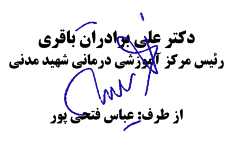 دکتر علی برادران باقری
رئیس مرکز آموزشی درمانی شهید مدنی
از طرف: عباس فتحی پور